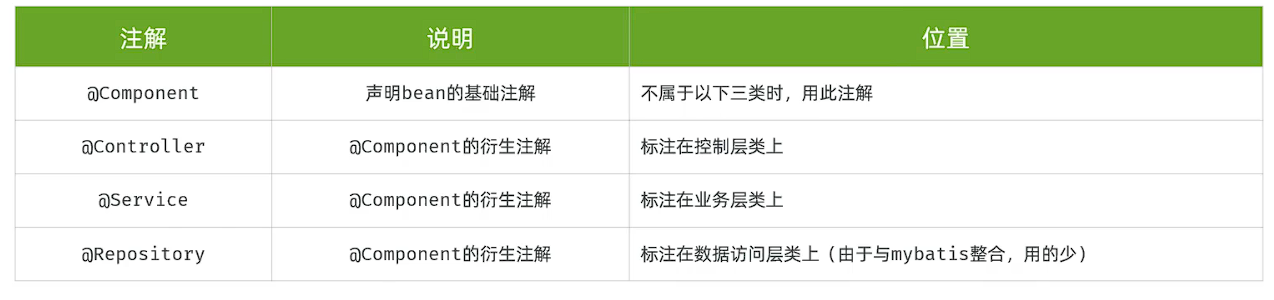 注解 说明 位置
@Component 声明bean的基础注解 不属于以下三类时，用此注解
@Controller @Component的衍生注解 标注在控制层类上
@Service @Component的衍生注解 标注在业务层类上
@Repository @Component的衍生注解 标注在数据访问层类上（由于与mybatis整合，用的少）